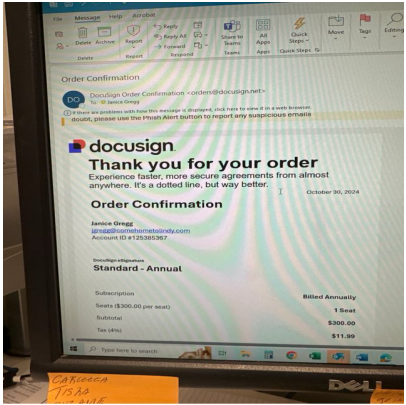 File Message Help Acrobat
Delete Archive
Report
Reply
Reply All
Forward
Share to Teams
All Apps
Quick Steps
Move
Tags
Editing
Delete
Report
Respond
Teams
Apps
Quick Steps
Order Confirmation
DO
DocuSign Order Confirmation <orders@docusign.net>
To Janice Gregg
If there are problems with how this message is displayed, click here to view it in a web browser.
doubt, please use the Phish Alert button to report any suspicious emails
docusign
Thank you for your order
Experience faster, more secure agreements from almost
anywhere. It's a dotted line, but way better.
October 30, 2024
Order Confirmation
Janice Gregg
jgregg@comehometoindy.com
Account ID #125385367
DocuSign eSignature
Standard - Annual
Subscription Billed Annually
Seats ($300.00 per seat) 1 Seat
Subtotal $300.00
Tax (4%) $11.99
Type here to search
DELL
TISHA